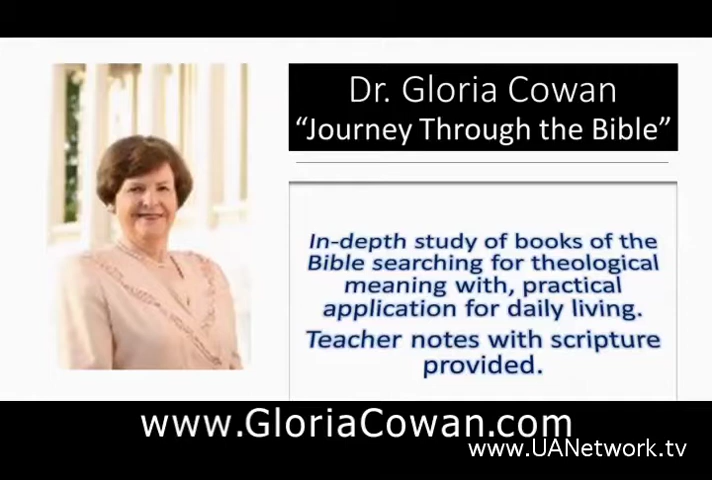 Dr. Gloria Cowan
“Journey Through the Bible”
In-depth study of books of the
Bible searching for theological
meaning with, practical
application for daily living.
Teacher notes with scripture
provided.
www.GloriaCowan.com
www.UANetwork.tv